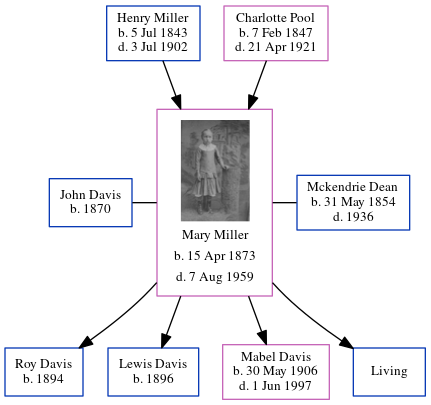 Henry Miller
b. 5 Jul 1843
d. 3 Jul 1902
Charlotte Pool
b. 7 Feb 1847
d. 21 Apr 1921
John Davis
b. 1870
Mary Miller
b. 15 Apr 1873
d. 7 Aug 1959
Mckendrie Dean
b. 31 May 1854
d. 1936
Roy Davis
b. 1894
Lewis Davis
b. 1896
Mabel Davis
b. 30 May 1906
d. 1 Jun 1997
Living